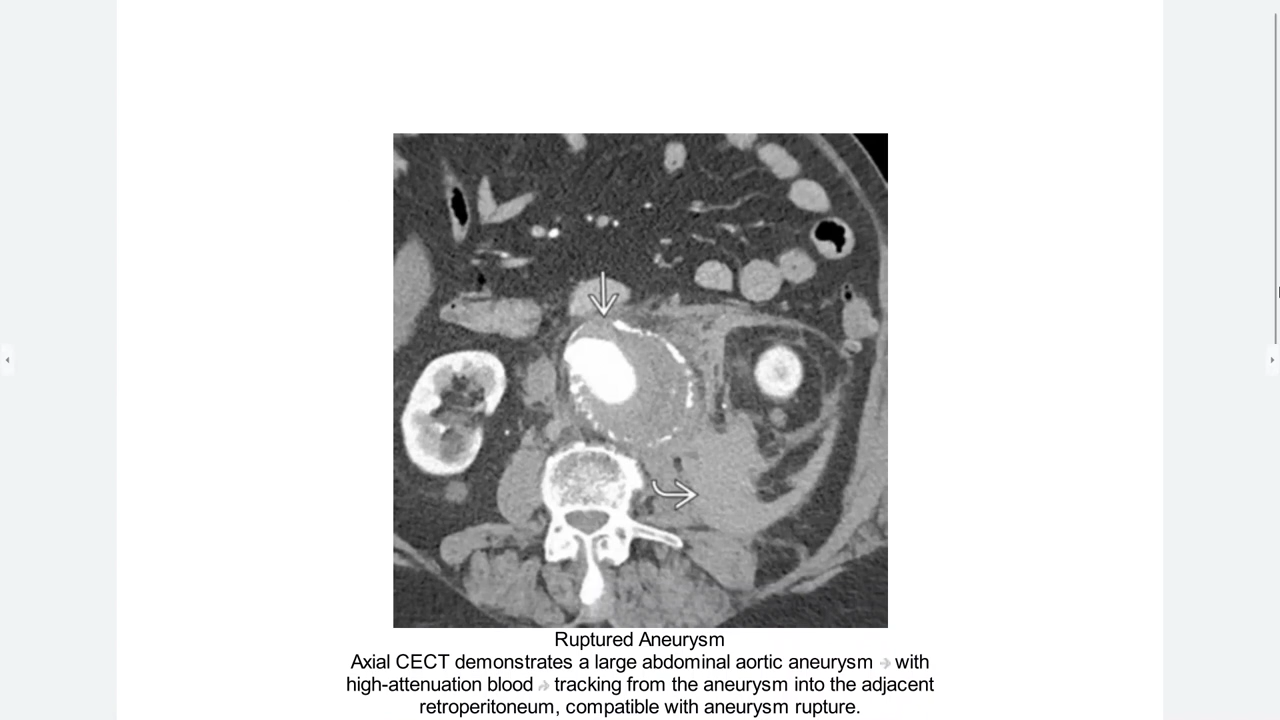 Ruptured Aneurysm
Axial CECT demonstrates a large abdominal aortic aneurysm with
high-attenuation blood tracking from the aneurysm into the adjacent
retroperitoneum, compatible with aneurysm rupture.